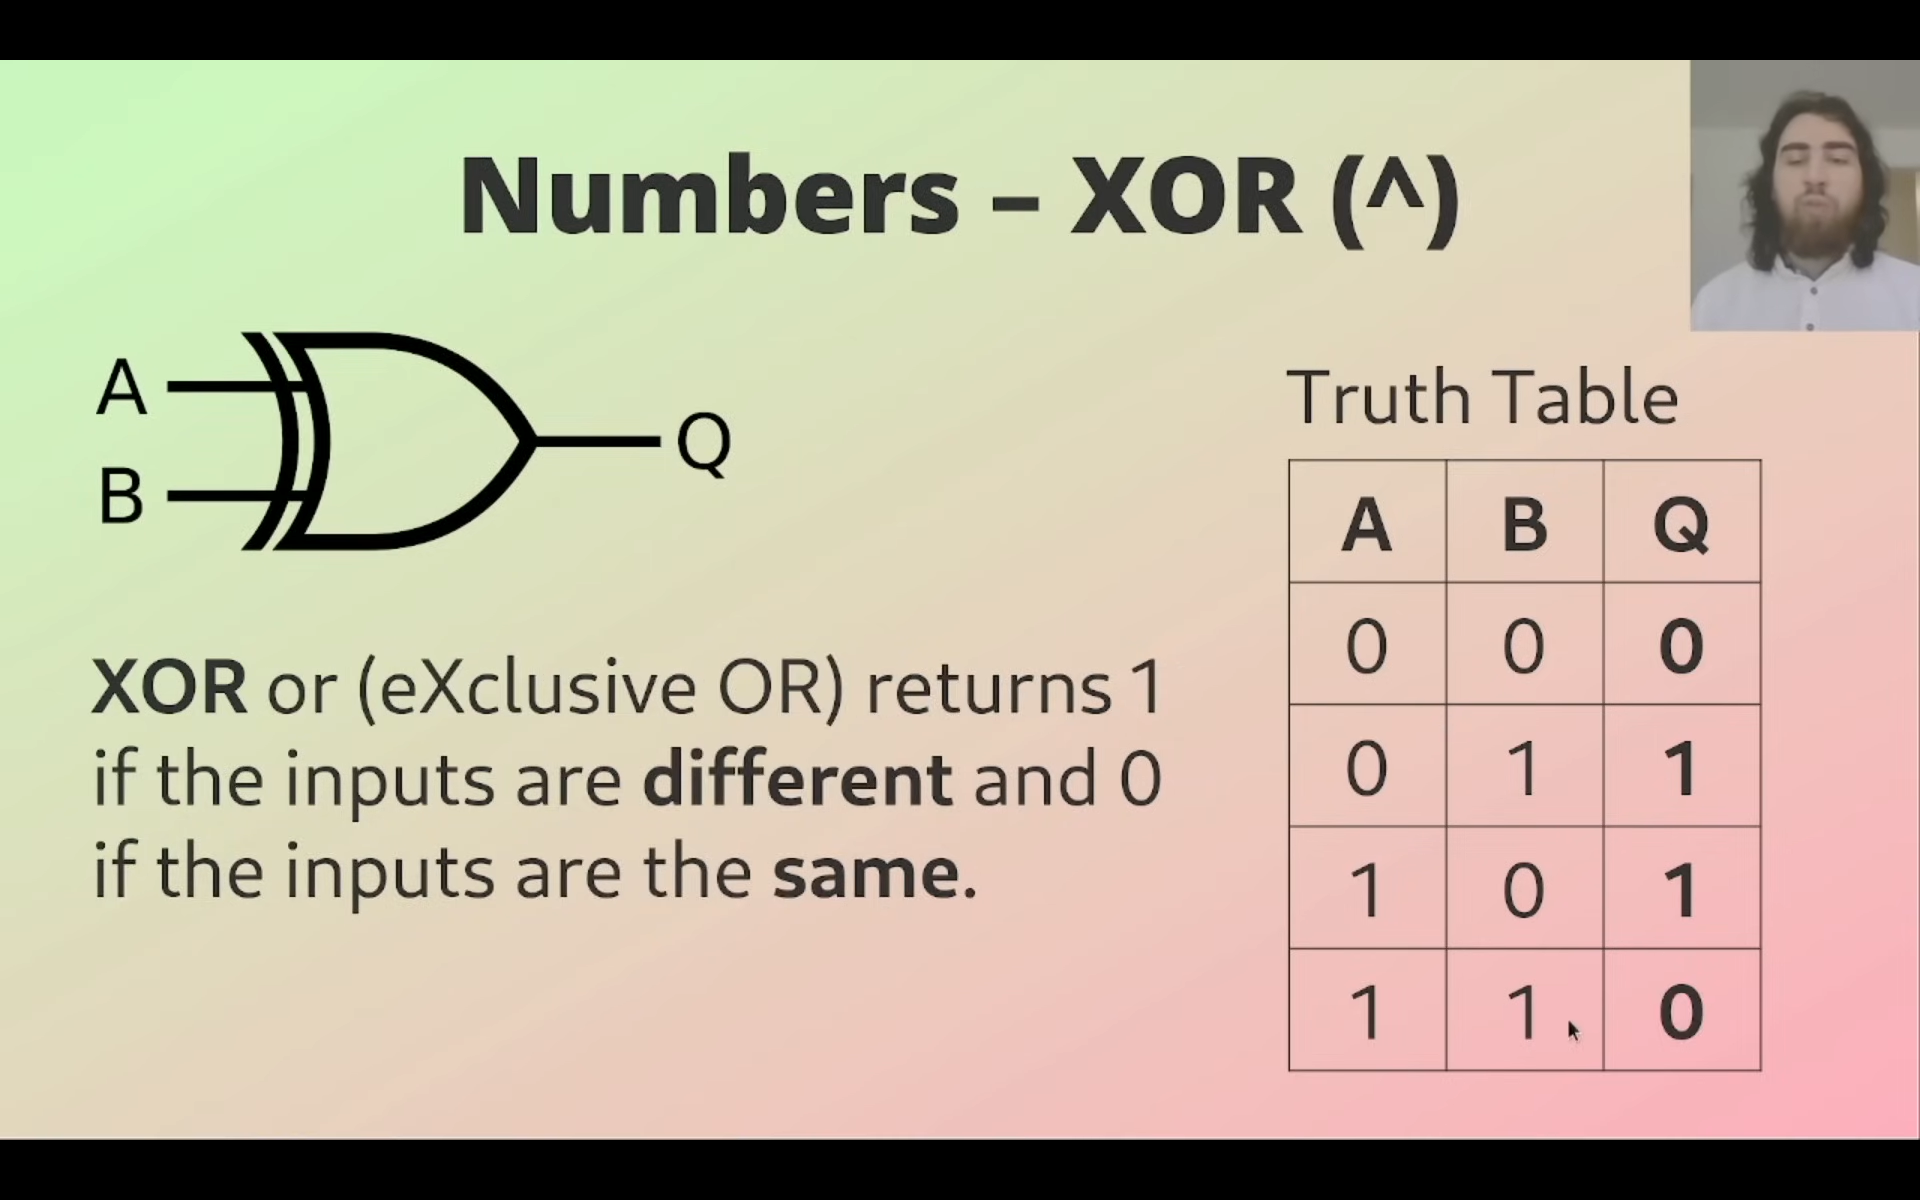 Numbers – XOR (^)
A
B
Q
XOR or (eXclusive OR) returns 1
if the inputs are different and 0
if the inputs are the same.
Truth Table
A B Q
0 0 0
0 1 1
1 0 1
1 1 0